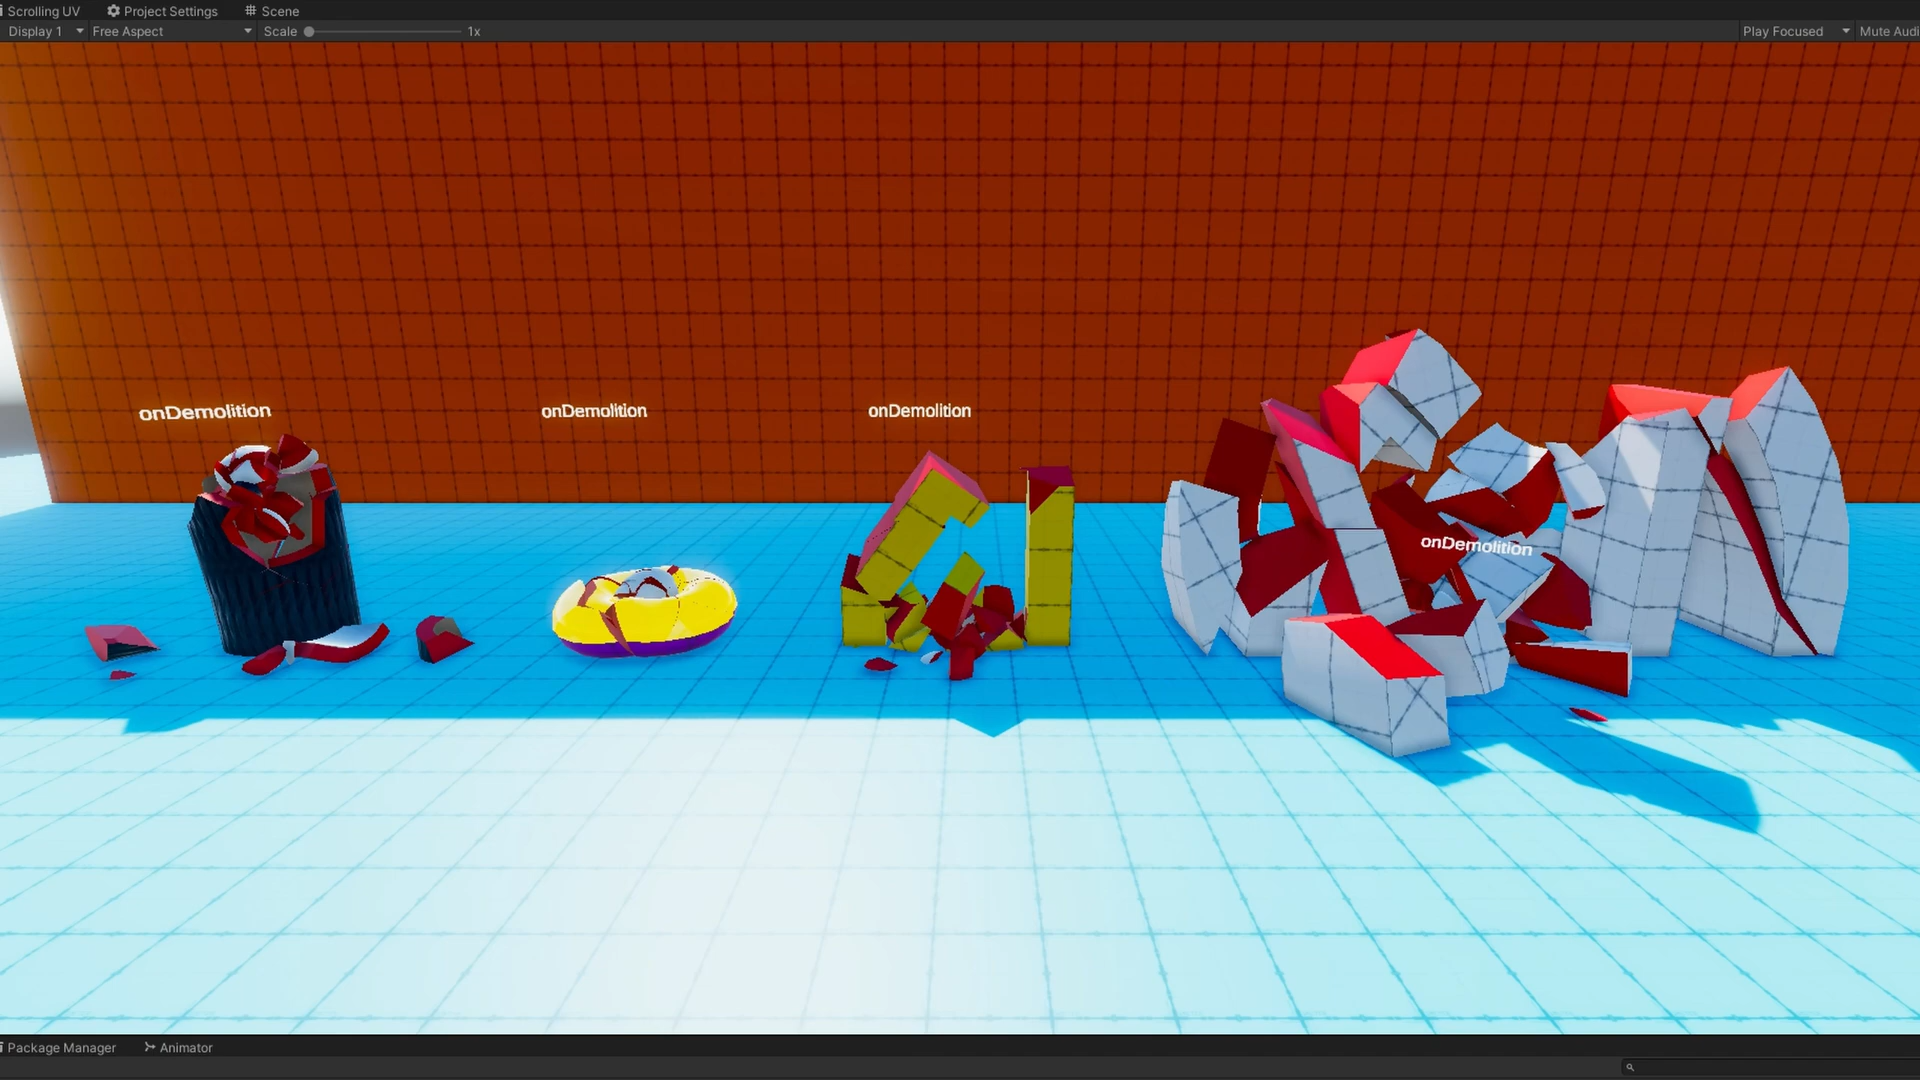 Scrolling UV Project Settings Scene
Display 1 Free Aspect Scale 1x Play Focused Mute Audi
onDemolition onDemolition onDemolition
onDemolition
Package Manager Animator